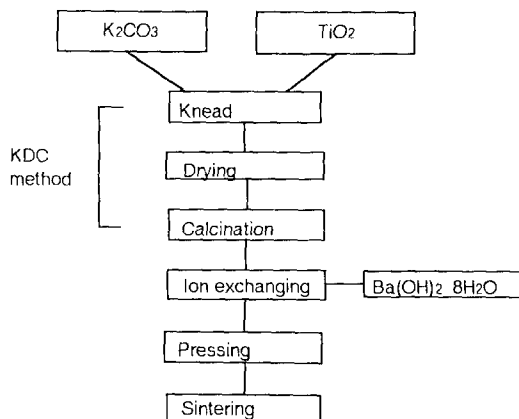 K2CO3
TiO2
Knead
KDC
method
Drying
Calcination
Ion exchanging
Ba(OH)2 8H2O
Pressing
Sintering